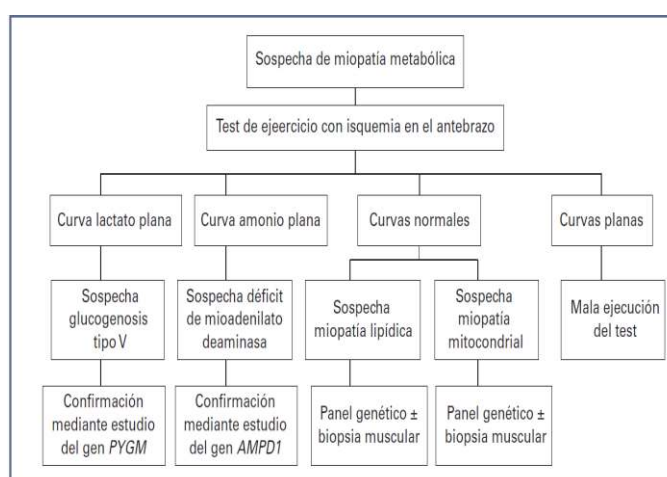 Sospecha de miopatía metabólica
Test de ejeercicio con isquemia en el antebrazo
Curva lactato plana
Curva amonio plana
Curvas normales
Curvas planas
Sospecha
glucogenosis
tipo V
Sospecha déficit
de mioadenilato
deaminasa
Sospecha
miopatía lipídica
Sospecha
miopatía
mitocondrial
Mala ejecución
del test
Confirmación
mediante estudio
del gen PYGM
Confirmación
mediante estudio
del gen AMPD1
Panel genético ±
biopsia muscular
Panel genético ±
biopsia muscular